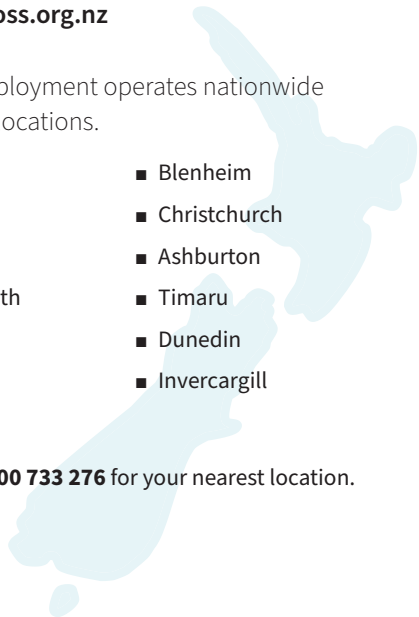 oss.org.nz
ployment operates nationwide
locations.
■ Blenheim
■ Christchurch
■ Ashburton
th
■ Timaru
■ Dunedin
■ Invercargill
00 733 276 for your nearest location.